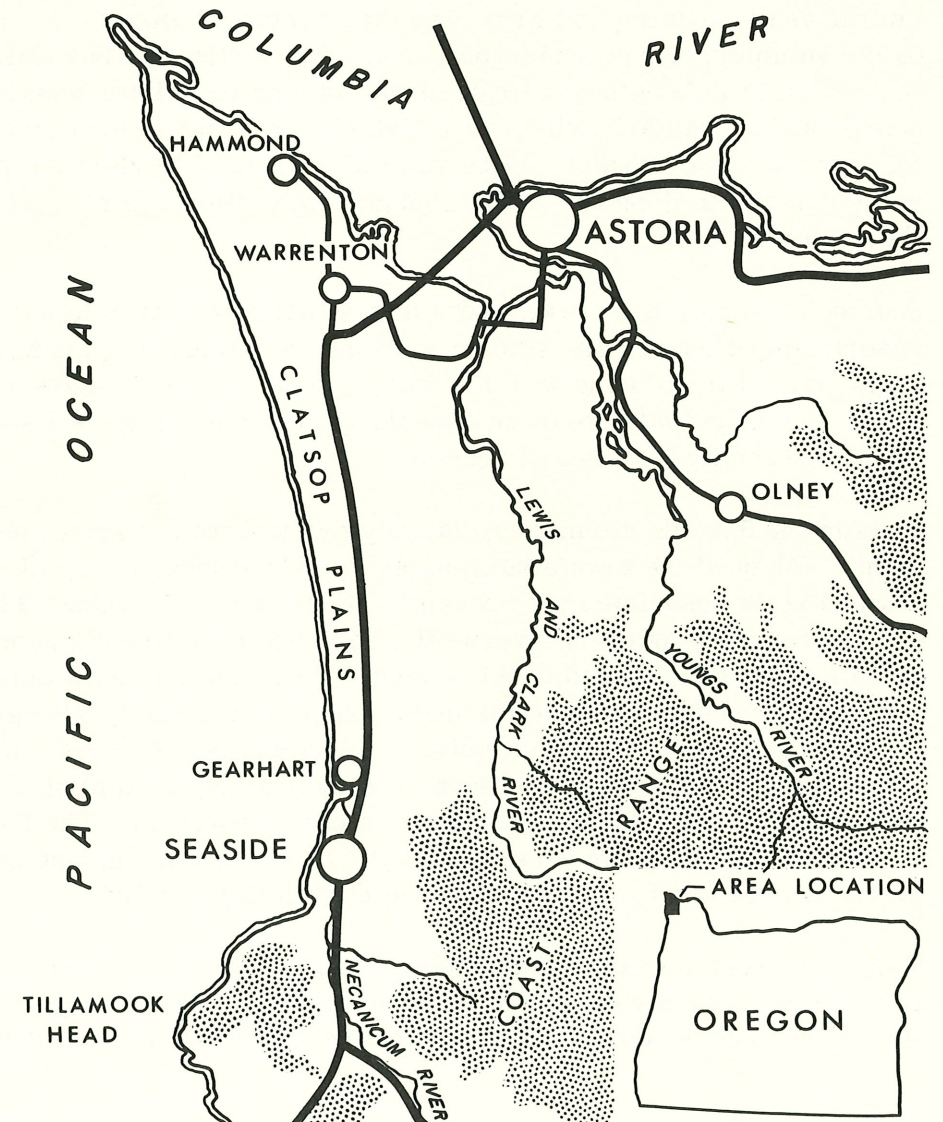 COLUMBIA RIVER
HAMMOND
ASTORIA
WARRENTON
PACIFIC OCEAN
CLATSOP PLAINS
OLNEY
LEWIS AND CLARK RIVER
YOUNGS RIVER
GEARHART
SEASIDE
COAST RANGE
AREA LOCATION
TILLAMOOK
HEAD
NECANICUM RIVER
OREGON